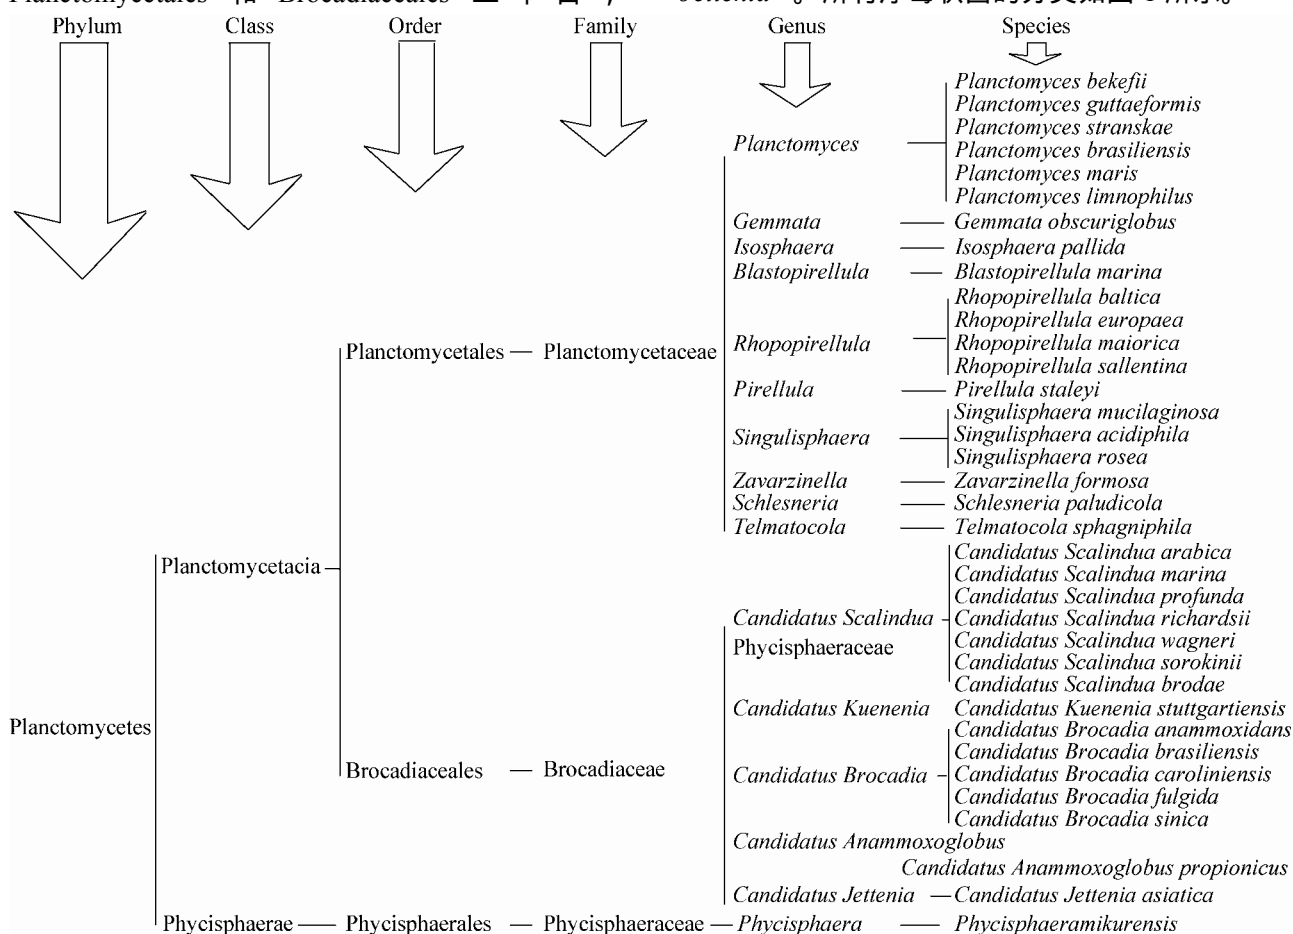 Phylum Class Order Family Genus Species
Planctomyces bekefii
Planctomyces guttaeformis
Planctomyces stranskae
Planctomyces
Planctomyces brasiliensis
Planctomyces maris
Planctomyces limnophilus
Gemmata Gemmata obscuriglobus
Isosphaera Isosphaera pallida
Blastopirellula Blastopirellula marina
Rhopopirellula baltica
Rhopopirellula europaea
Planctomycetales Planctomycetaceae Rhopopirellula Rhopopirellula maiorica
Rhopopirellula sallentina
Pirellula Pirellula staleyi
Singulisphaera mucilaginosa
Singulisphaera Singulisphaera acidiphila
Singulisphaera rosea
Zavarzinella Zavarzinella formosa
Schlesneria Schlesneria paludicola
Telmatocola Telmatocola sphagniphila
Candidatus Scalindua arabica
Planctomycetacia Candidatus Scalindua marina
Candidatus Scalindua profunda
Candidatus Scalindua Candidatus Scalindua richardsii
Phycisphaeraceae Candidatus Scalindua wagneri
Candidatus Scalindua sorokinii
Candidatus Scalindua brodae
Candidatus Kuenenia Candidatus Kuenenia stuttgartiensis
Planctomycetes Candidatus Brocadia anammoxidans
Candidatus Brocadia brasiliensis
Brocadiaceales Brocadiaceae Candidatus Brocadia Candidatus Brocadia caroliniensis
Candidatus Brocadia fulgida
Candidatus Brocadia sinica
Candidatus Anammoxoglobus
Candidatus Anammoxoglobus propionicus
Candidatus Jettenia Candidatus Jettenia asiatica
Phycisphaerae Phycisphaerales Phycisphaeraceae Phycisphaera Phycisphaeramikurensis